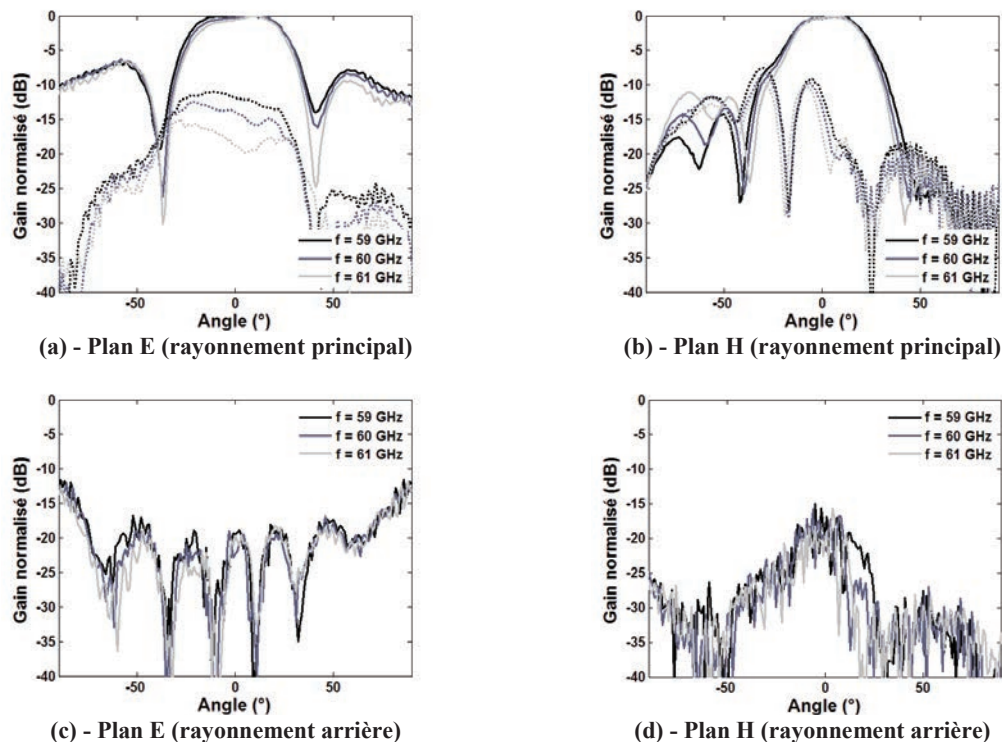 0
-5
-10
-15
-20
-25
-30
-35
-40
Gain normalisé (dB)
f = 59 GHz
f = 60 GHz
f = 61 GHz
-50
0
50
Angle (°)
(a) - Plan E (rayonnement principal)
0
-5
-10
-15
-20
-25
-30
-35
-40
Gain normalisé (dB)
f = 59 GHz
f = 60 GHz
f = 61 GHz
-50
0
50
Angle (°)
(b) - Plan H (rayonnement principal)
0
-5
-10
-15
-20
-25
-30
-35
-40
Gain normalisé (dB)
f = 59 GHz
f = 60 GHz
f = 61 GHz
-50
0
50
Angle (°)
(c) - Plan E (rayonnement arrière)
0
-5
-10
-15
-20
-25
-30
-35
-40
Gain normalisé (dB)
f = 59 GHz
f = 60 GHz
f = 61 GHz
-50
0
50
Angle (°)
(d) - Plan H (rayonnement arrière)